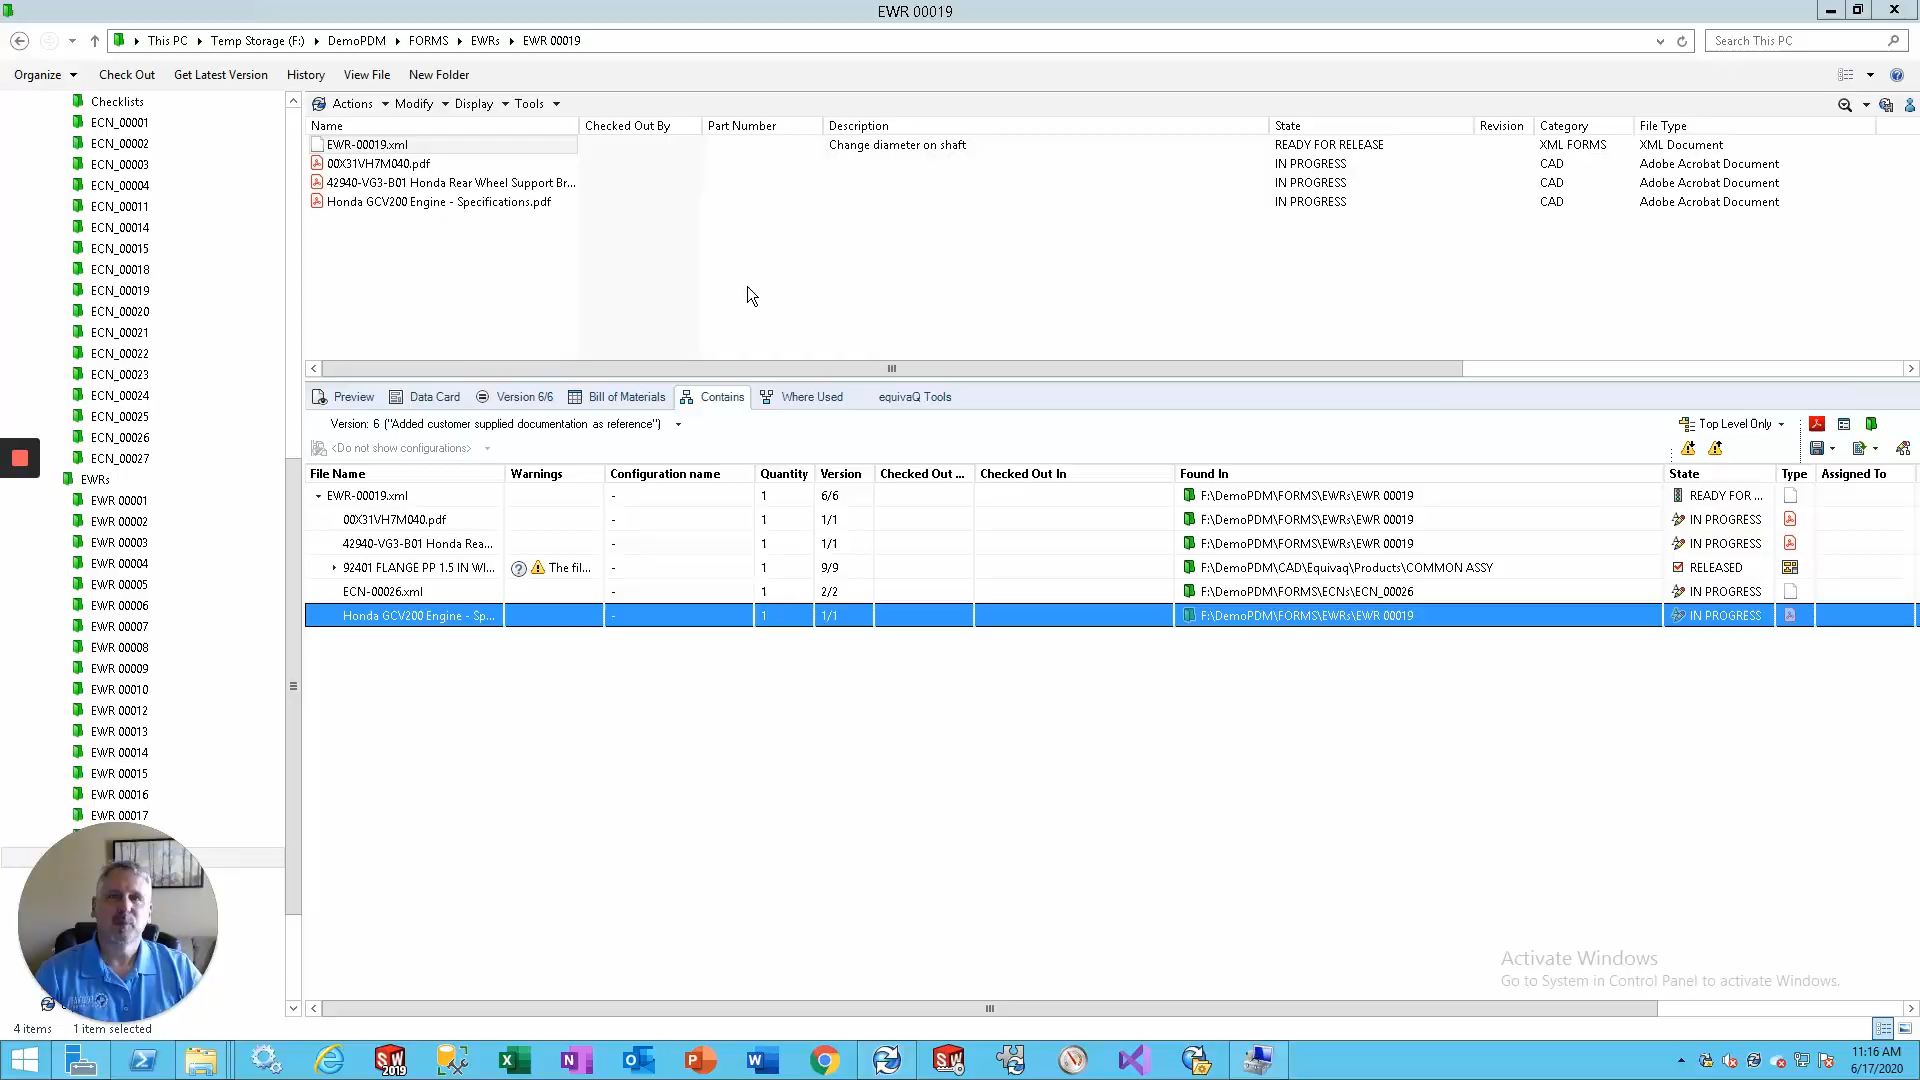 EWR 00019
This PC Temp Storage (F:) DemoPDM FORMS EWRs EWR 00019
Search This PC
Organize Check Out Get Latest Version History View File New Folder
Checklists
ECN_00001
ECN_00002
ECN_00003
ECN_00004
ECN_00011
ECN_00014
ECN_00015
ECN_00018
ECN_00019
ECN_00020
ECN_00021
ECN_00022
ECN_00023
ECN_00024
ECN_00025
ECN_00026
ECN_00027
EWRs
EWR 00001
EWR 00002
EWR 00003
EWR 00004
EWR 00005
EWR 00006
EWR 00007
EWR 00008
EWR 00009
EWR 00010
EWR 00012
EWR 00013
EWR 00014
EWR 00015
EWR 00016
EWR 00017
Actions Modify Display Tools
Name Checked Out By Part Number Description State Revision Category File Type
EWR-00019.xml Change diameter on shaft READY FOR RELEASE XML FORMS XML Document
00X31VH7M040.pdf IN PROGRESS CAD Adobe Acrobat Document
42940-VG3-B01 Honda Rear Wheel Support Br... IN PROGRESS CAD Adobe Acrobat Document
Honda GCV200 Engine - Specifications.pdf IN PROGRESS CAD Adobe Acrobat Document
Preview Data Card Version 6/6 Bill of Materials Contains Where Used equivaQ Tools
Version: 6 ("Added customer supplied documentation as reference") Top Level Only
<Do not show configurations>
File Name Warnings Configuration name Quantity Version Checked Out ... Checked Out In Found In State Type Assigned To
EWR-00019.xml - 1 6/6 F:\DemoPDM\FORMS\EWRs\EWR 00019 READY FOR ...
00X31VH7M040.pdf - 1 1/1 F:\DemoPDM\FORMS\EWRs\EWR 00019 IN PROGRESS
42940-VG3-B01 Honda Rea... - 1 1/1 F:\DemoPDM\FORMS\EWRs\EWR 00019 IN PROGRESS
92401 FLANGE PP 1.5 IN WI... The fil... - 1 9/9 F:\DemoPDM\CAD\Equivaq\Products\COMMON ASSY RELEASED
ECN-00026.xml - 1 2/2 F:\DemoPDM\FORMS\ECNs\ECN_00026 IN PROGRESS
Honda GCV200 Engine - Sp... - 1 1/1 F:\DemoPDM\FORMS\EWRs\EWR 00019 IN PROGRESS
Activate Windows
Go to System in Control Panel to activate Windows.
4 items 1 item selected
SW 2019
11:16 AM
6/17/2020